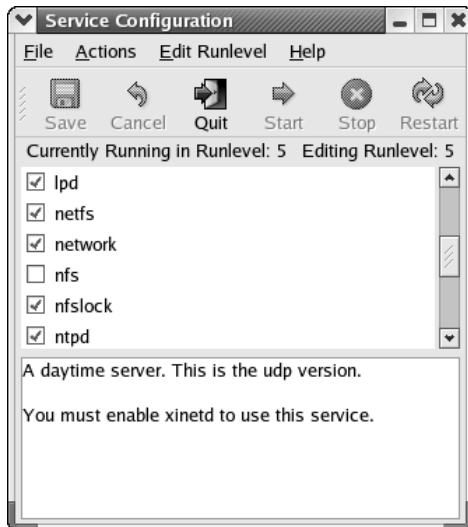 Service Configuration
File Actions Edit Runlevel Help
Save Cancel Quit Start Stop Restart
Currently Running in Runlevel: 5 Editing Runlevel: 5
lpd
netfs
network
nfs
nfslock
ntpd
A daytime server. This is the udp version.
You must enable xinetd to use this service.